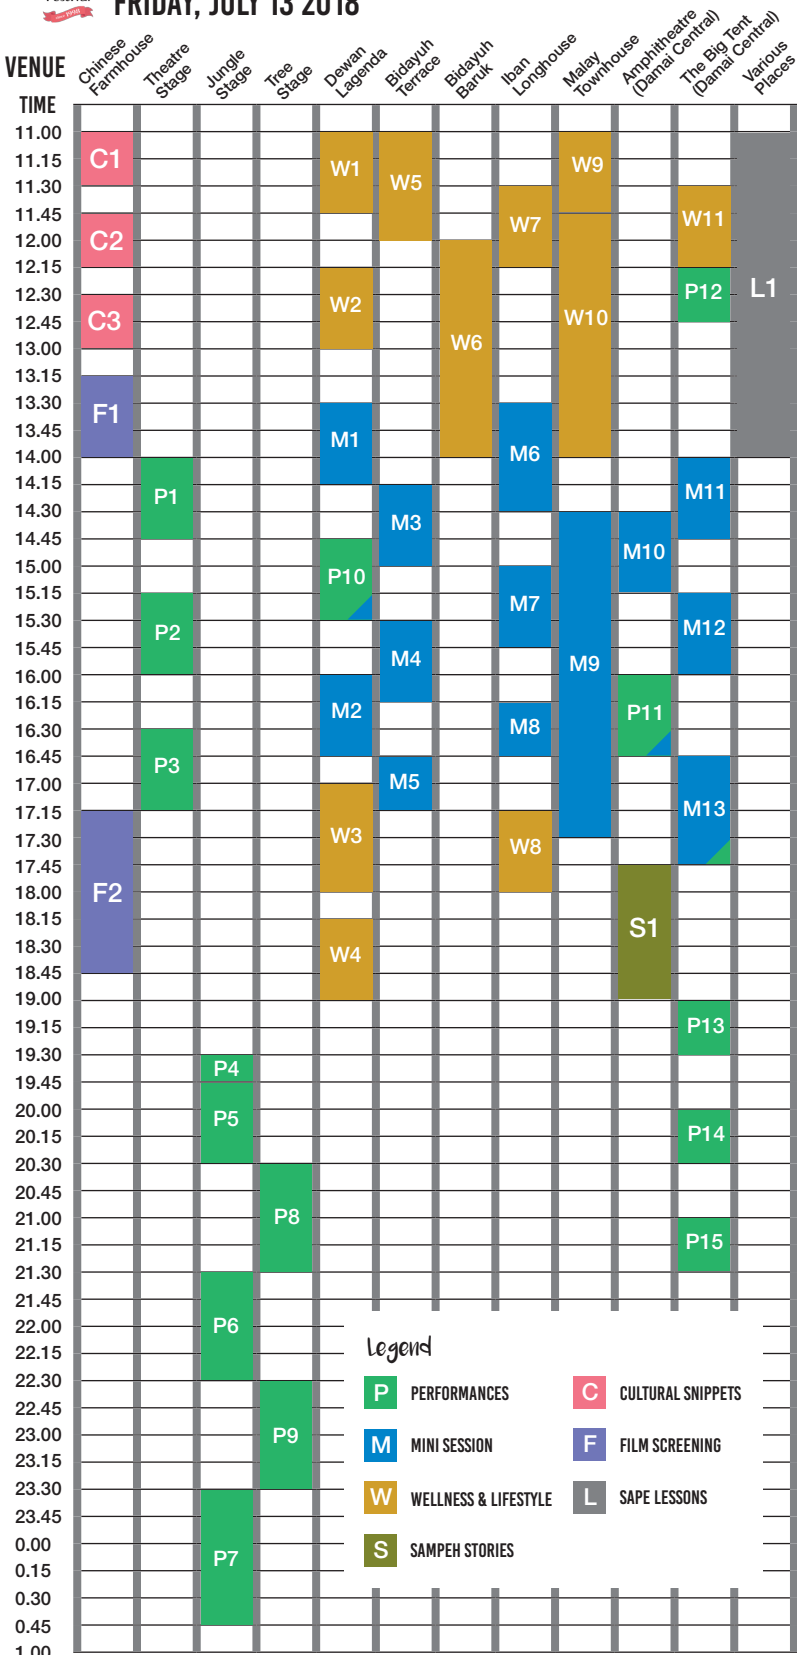 FRIDAY, JULY 13 2018
VENUE
Chinese Farmhouse
Theatre Stage
Jungle Stage
Tree Stage
Dewan Lagenda
Bidayuh Terrace
Bidayuh Baruk
Iban Longhouse
Malay Townhouse
Amphitheatre (Damai Central)
The Big Tent (Damai Central)
Various Places
TIME
11.00
11.15
11.30
11.45
12.00
12.15
12.30
12.45
13.00
13.15
13.30
13.45
14.00
14.15
14.30
14.45
15.00
15.15
15.30
15.45
16.00
16.15
16.30
16.45
17.00
17.15
17.30
17.45
18.00
18.15
18.30
18.45
19.00
19.15
19.30
19.45
20.00
20.15
20.30
20.45
21.00
21.15
21.30
21.45
22.00
22.15
22.30
22.45
23.00
23.15
23.30
23.45
0.00
0.15
0.30
0.45
1.00
C1
C2
C3
F1
F2
P1
P2
P3
P4
P5
P6
P7
P8
P9
W1
W2
M1
P10
M2
W3
W4
W5
M3
M4
M5
W6
W7
M6
M7
M8
W8
W9
W10
M9
M10
P11
S1
W11
P12
M11
M12
M13
P13
P14
P15
L1
Legend
P PERFORMANCES
M MINI SESSION
W WELLNESS & LIFESTYLE
S SAMPEH STORIES
C CULTURAL SNIPPETS
F FILM SCREENING
L SAPE LESSONS